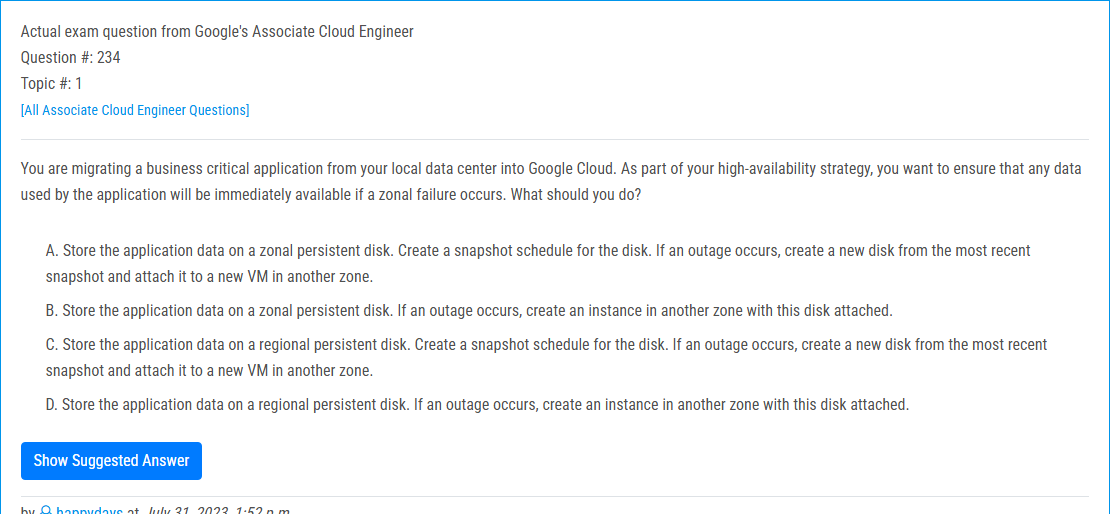 Actual exam question from Google's Associate Cloud Engineer
Question #: 234
Topic #: 1
[All Associate Cloud Engineer Questions]
You are migrating a business critical application from your local data center into Google Cloud. As part of your high-availability strategy, you want to ensure that any data
used by the application will be immediately available if a zonal failure occurs. What should you do?
A. Store the application data on a zonal persistent disk. Create a snapshot schedule for the disk. If an outage occurs, create a new disk from the most recent
snapshot and attach it to a new VM in another zone.
B. Store the application data on a zonal persistent disk. If an outage occurs, create an instance in another zone with this disk attached.
C. Store the application data on a regional persistent disk. Create a snapshot schedule for the disk. If an outage occurs, create a new disk from the most recent
snapshot and attach it to a new VM in another zone.
D. Store the application data on a regional persistent disk. If an outage occurs, create an instance in another zone with this disk attached.
Show Suggested Answer
by happydays at July 31, 2023, 1:52 p.m.